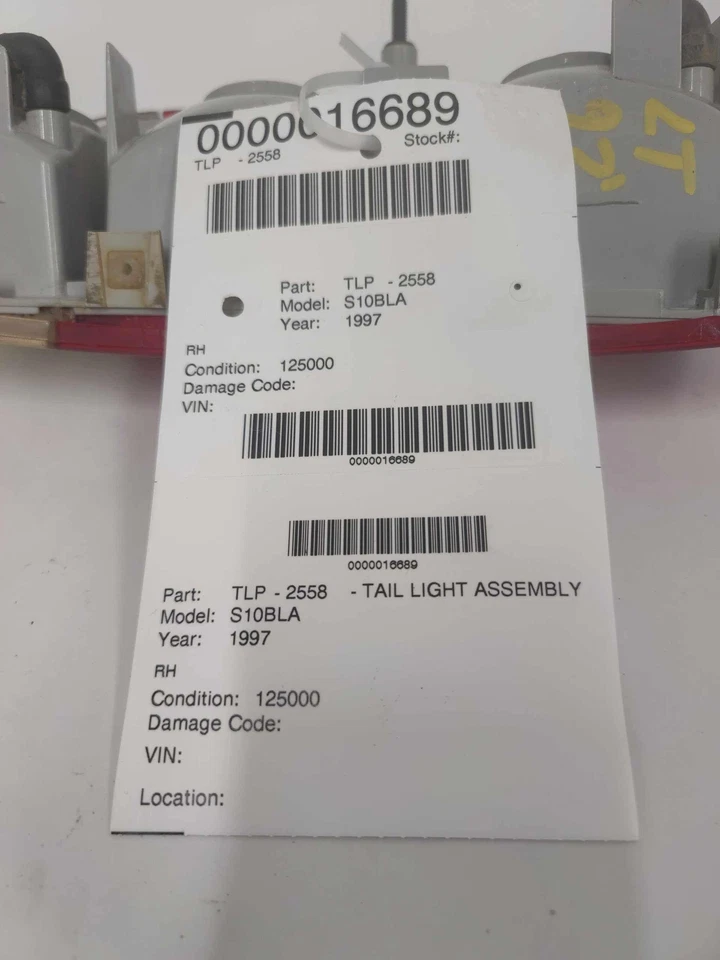 0000016689
TLP - 2558 Stock#:
Part: TLP - 2558
Model: S10BLA
Year: 1997
RH
Condition: 125000
Damage Code:
VIN:
0000016689
0000016689
Part: TLP - 2558 - TAIL LIGHT ASSEMBLY
Model: S10BLA
Year: 1997
RH
Condition: 125000
Damage Code:
VIN:
Location:
LT